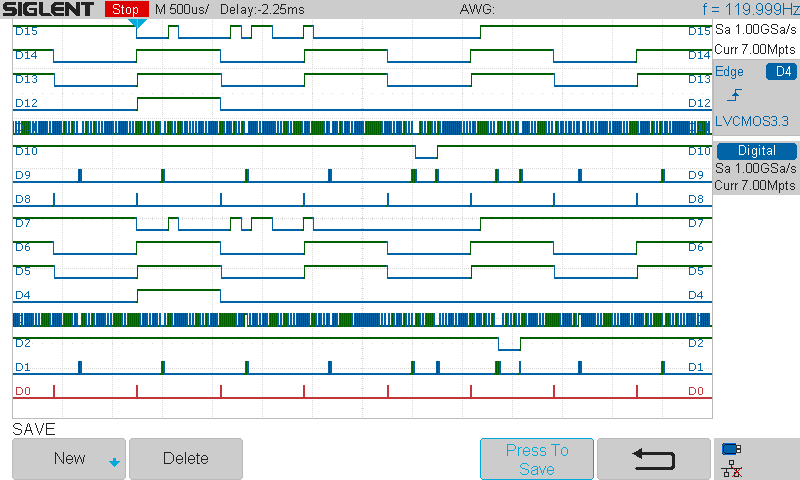 SIGLENT Stop M 500us/ Delay:-2.25ms AWG: f = 119.999Hz
Sa 1.00GSa/s
Curr 7.00Mpts
Edge D4
LVCMOS3.3
Digital
Sa 1.00GSa/s
Curr 7.00Mpts
D15 D15
D14 D14
D13 D13
D12 D12
D10 D10
D9 D9
D8 D8
D7 D7
D6 D6
D5 D5
D4 D4
D2 D2
D1 D1
D0 D0
SAVE
New
Delete
Press To
Save